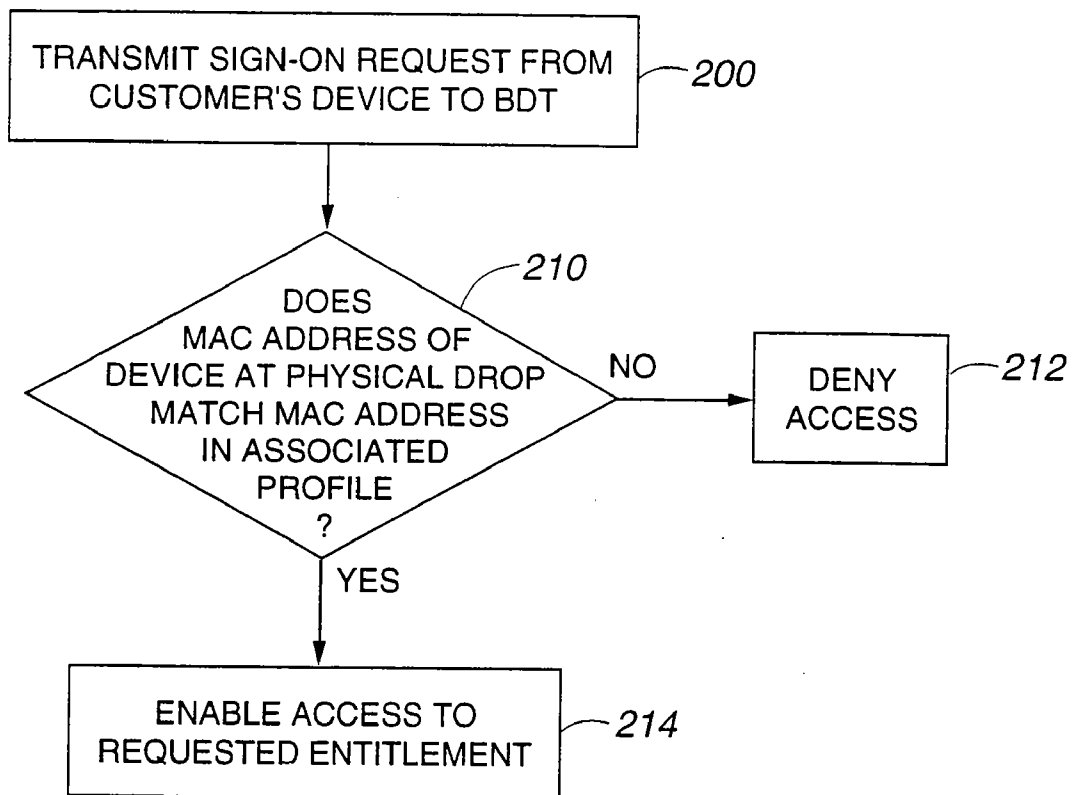 TRANSMIT SIGN-ON REQUEST FROM
CUSTOMER'S DEVICE TO BDT
200
210
DOES
MAC ADDRESS OF
DEVICE AT PHYSICAL DROP
MATCH MAC ADDRESS
IN ASSOCIATED
PROFILE
?
NO
DENY
ACCESS
212
YES
ENABLE ACCESS TO
REQUESTED ENTITLEMENT
214